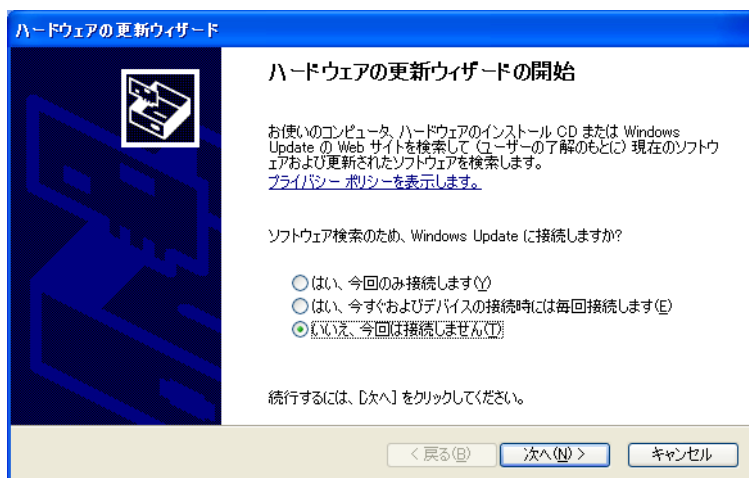 ハードウェアの更新ウィザード
ハードウェアの更新ウィザードの開始
お使いのコンピュータ、ハードウェアのインストール CD または Windows
Update の Web サイトを検索して (ユーザーの了解のもとに) 現在のソフトウ
ェアおよび更新されたソフトウェアを検索します。
プライバシー ポリシーを表示します。
ソフトウェア検索のため、Windows Update に接続しますか?
はい、今回のみ接続します(Y)
はい、今すぐおよびデバイスの接続時には毎回接続します(E)
いいえ、今回は接続しません(T)
続行するには、[次へ] をクリックしてください。
< 戻る(B) 次へ(N) > キャンセル